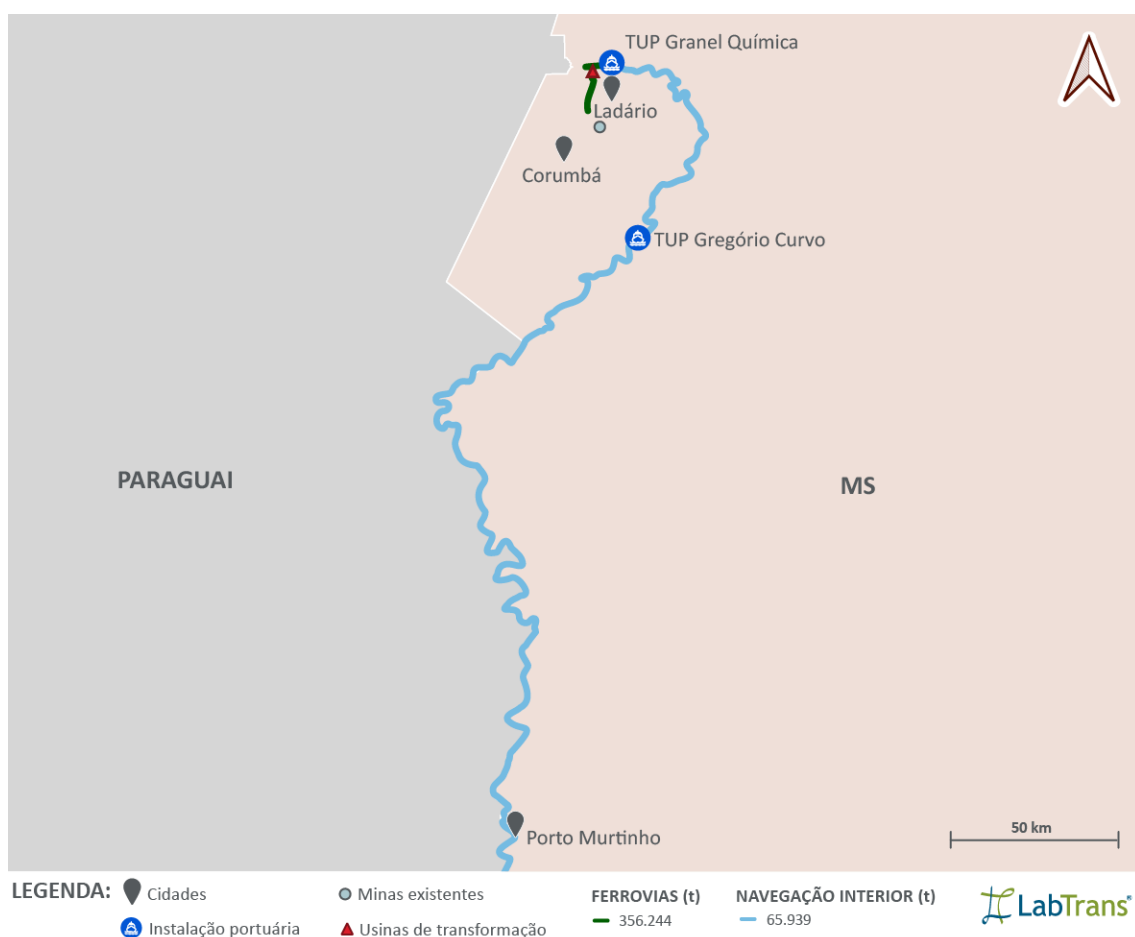 TUP Granel Química
Ladário
Corumbá
TUP Gregório Curvo
PARAGUAI
MS
Porto Murtinho
50 km
LEGENDA:
Cidades
Minas existentes
FERROVIAS (t)
NAVEGAÇÃO INTERIOR (t)
Instalação portuária
Usinas de transformação
356.244
65.939
LabTrans